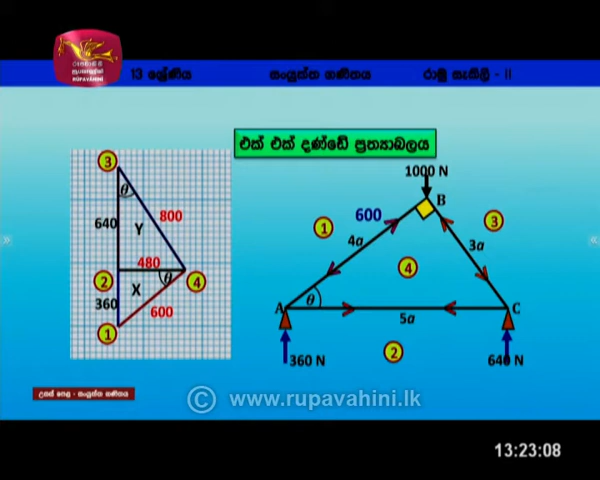 රූපවාහිනී
RUPAVAHINI
13 ශ්‍රේණිය
සංයුක්ත ගණිතය
රාමු සැකිලි - II
එක් එක් දණ්ඩේ ප්‍රත්‍යාබලය
3
θ
640
800
Y
480
2
θ
4
X
360
600
1
1000 N
B
600
1
3
4a
3a
4
A
θ
C
5a
360 N
640 N
2
උසස් පෙළ - සංයුක්ත ගණිතය
© www.rupavahini.lk
13:23:08